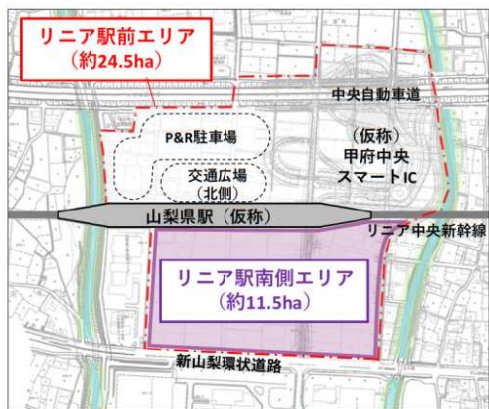 リニア駅前エリア
（約24.5ha）
中央自動車道
P&R駐車場
（仮称）
甲府中央
スマートIC
交通広場
（北側）
山梨県駅（仮称）
リニア中央新幹線
リニア駅南側エリア
（約11.5ha）
新山梨環状道路